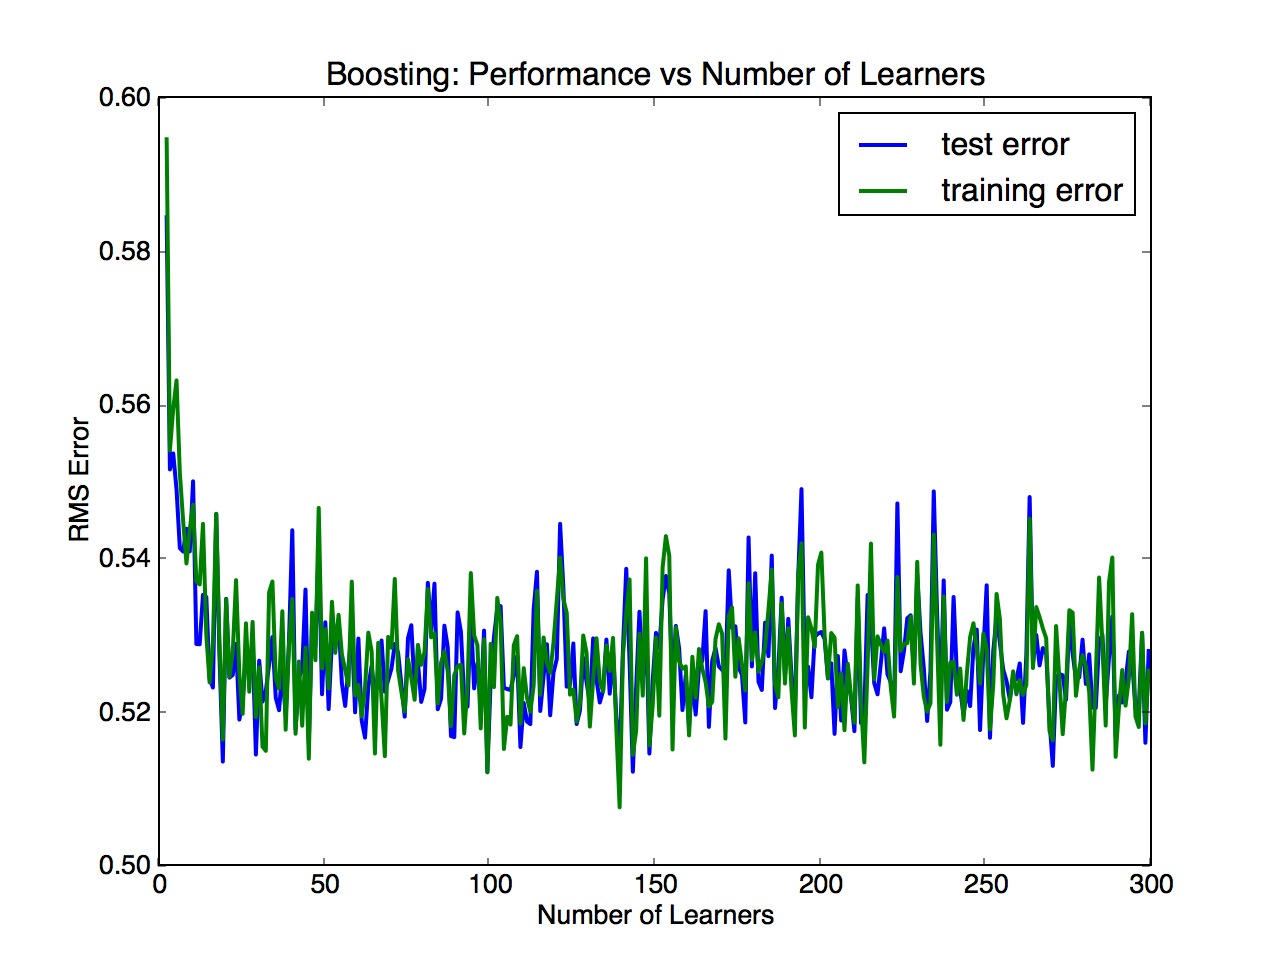 Boosting: Performance vs Number of Learners
0.60
0.58
0.56
0.54
0.52
0.50
RMS Error
test error
training error
0 50 100 150 200 250 300
Number of Learners